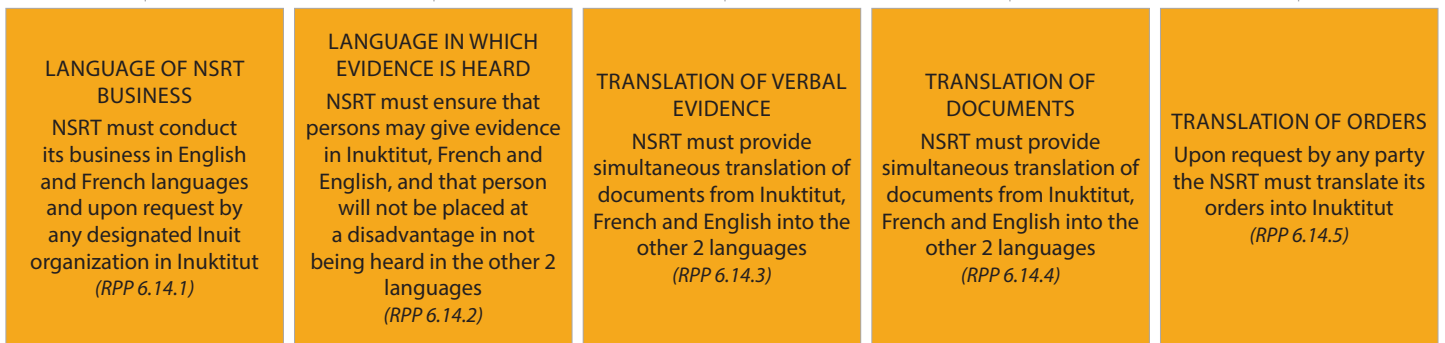 LANGUAGE OF NSRT
BUSINESS
NSRT must conduct
its business in English
and French languages
and upon request by
any designated Inuit
organization in Inuktitut
(RPP 6.14.1)
LANGUAGE IN WHICH
EVIDENCE IS HEARD
NSRT must ensure that
persons may give evidence
in Inuktitut, French and
English, and that person
will not be placed at
a disadvantage in not
being heard in the other 2
languages
(RPP 6.14.2)
TRANSLATION OF VERBAL
EVIDENCE
NSRT must provide
simultaneous translation of
documents from Inuktitut,
French and English into the
other 2 languages
(RPP 6.14.3)
TRANSLATION OF
DOCUMENTS
NSRT must provide
simultaneous translation of
documents from Inuktitut,
French and English into the
other 2 languages
(RPP 6.14.4)
TRANSLATION OF ORDERS
Upon request by any party
the NSRT must translate its
orders into Inuktitut
(RPP 6.14.5)